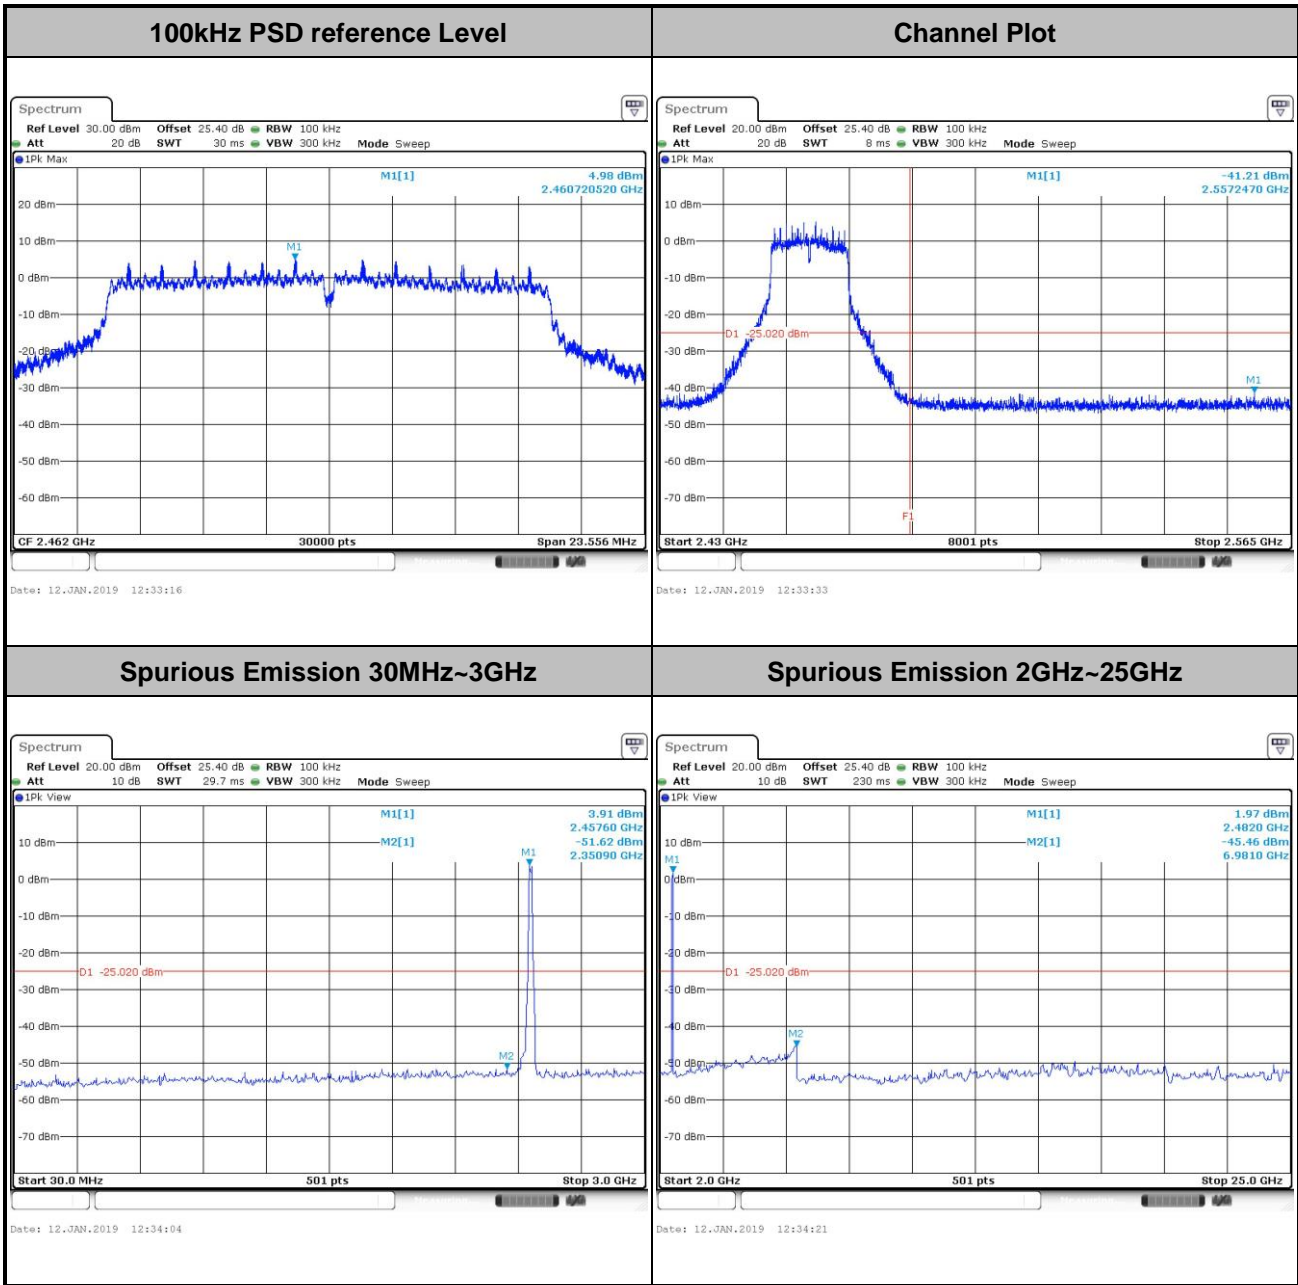 100kHz PSD reference Level
Spectrum
Ref Level 30.00 dBm Offset 25.40 dB RBW 100 kHz
Att 20 dB SWT 30 ms VBW 300 kHz Mode Sweep
1Pk Max
M1[1] 4.98 dBm
2.460720520 GHz
20 dBm
10 dBm
M1
0 dBm
-10 dBm
-20 dBm
-30 dBm
-40 dBm
-50 dBm
-60 dBm
CF 2.462 GHz 30000 pts Span 23.556 MHz
Date: 12.JAN.2019 12:33:16
Channel Plot
Spectrum
Ref Level 20.00 dBm Offset 25.40 dB RBW 100 kHz
Att 20 dB SWT 8 ms VBW 300 kHz Mode Sweep
1Pk Max
M1[1] -41.21 dBm
2.5572470 GHz
10 dBm
0 dBm
-10 dBm
-20 dBm
D1 -25.020 dBm
-30 dBm
M1
-40 dBm
-50 dBm
-60 dBm
-70 dBm
F1
Start 2.43 GHz 8001 pts Stop 2.565 GHz
Date: 12.JAN.2019 12:33:33
Spurious Emission 30MHz~3GHz
Spectrum
Ref Level 20.00 dBm Offset 25.40 dB RBW 100 kHz
Att 10 dB SWT 29.7 ms VBW 300 kHz Mode Sweep
1Pk View
M1[1] 3.91 dBm
2.45760 GHz
M2[1] -51.62 dBm
2.35090 GHz
10 dBm
M1
0 dBm
-10 dBm
-20 dBm
D1 -25.020 dBm
-30 dBm
-40 dBm
M2
-50 dBm
-60 dBm
-70 dBm
Start 30.0 MHz 501 pts Stop 3.0 GHz
Date: 12.JAN.2019 12:34:04
Spurious Emission 2GHz~25GHz
Spectrum
Ref Level 20.00 dBm Offset 25.40 dB RBW 100 kHz
Att 10 dB SWT 230 ms VBW 300 kHz Mode Sweep
1Pk View
M1[1] 1.97 dBm
2.4820 GHz
M2[1] -45.46 dBm
6.9810 GHz
10 dBm
M1
0 dBm
-10 dBm
-20 dBm
D1 -25.020 dBm
-30 dBm
-40 dBm
M2
-50 dBm
-60 dBm
-70 dBm
Start 2.0 GHz 501 pts Stop 25.0 GHz
Date: 12.JAN.2019 12:34:21